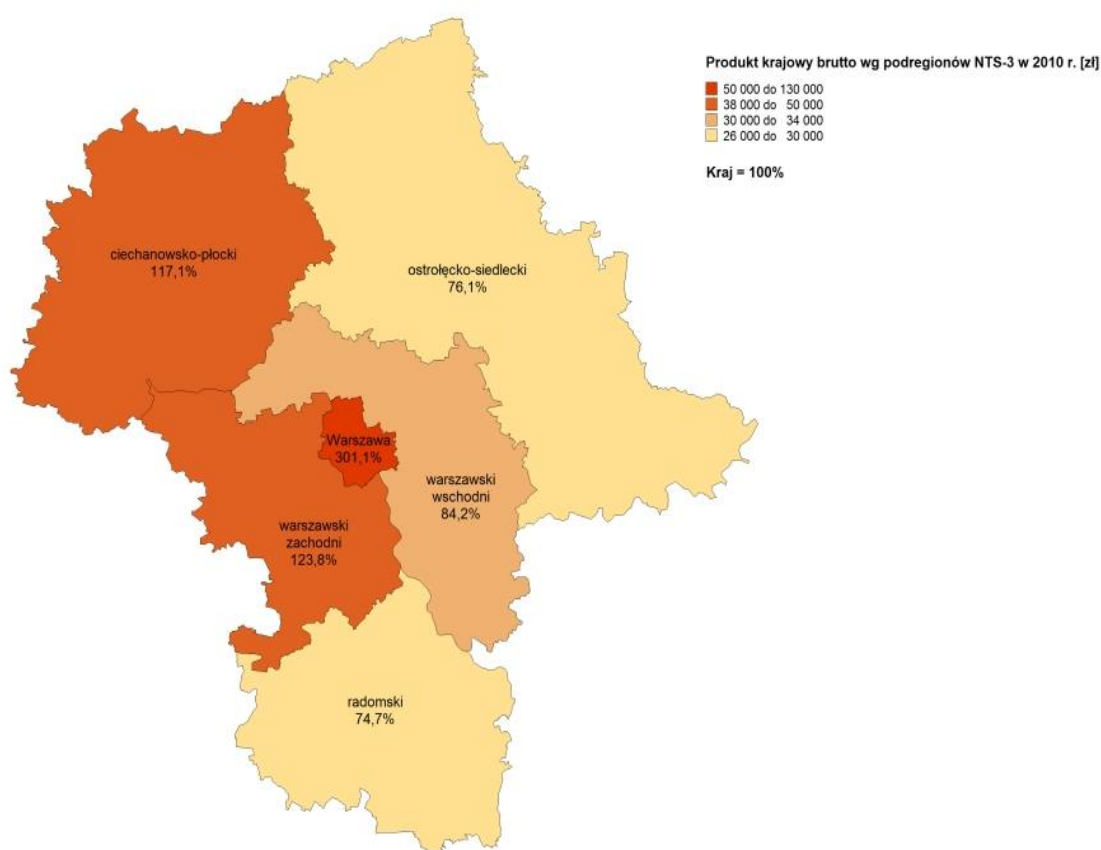 Produkt krajowy brutto wg podregionów NTS-3 w 2010 r. [zł]
50 000 do 130 000
38 000 do 50 000
30 000 do 34 000
26 000 do 30 000
Kraj = 100%
ciechanowsko-płocki
117,1%
ostrołęcko-siedlecki
76,1%
Warszawa
301,1%
warszawski
wschodni
84,2%
warszawski
zachodni
123,8%
radomski
74,7%